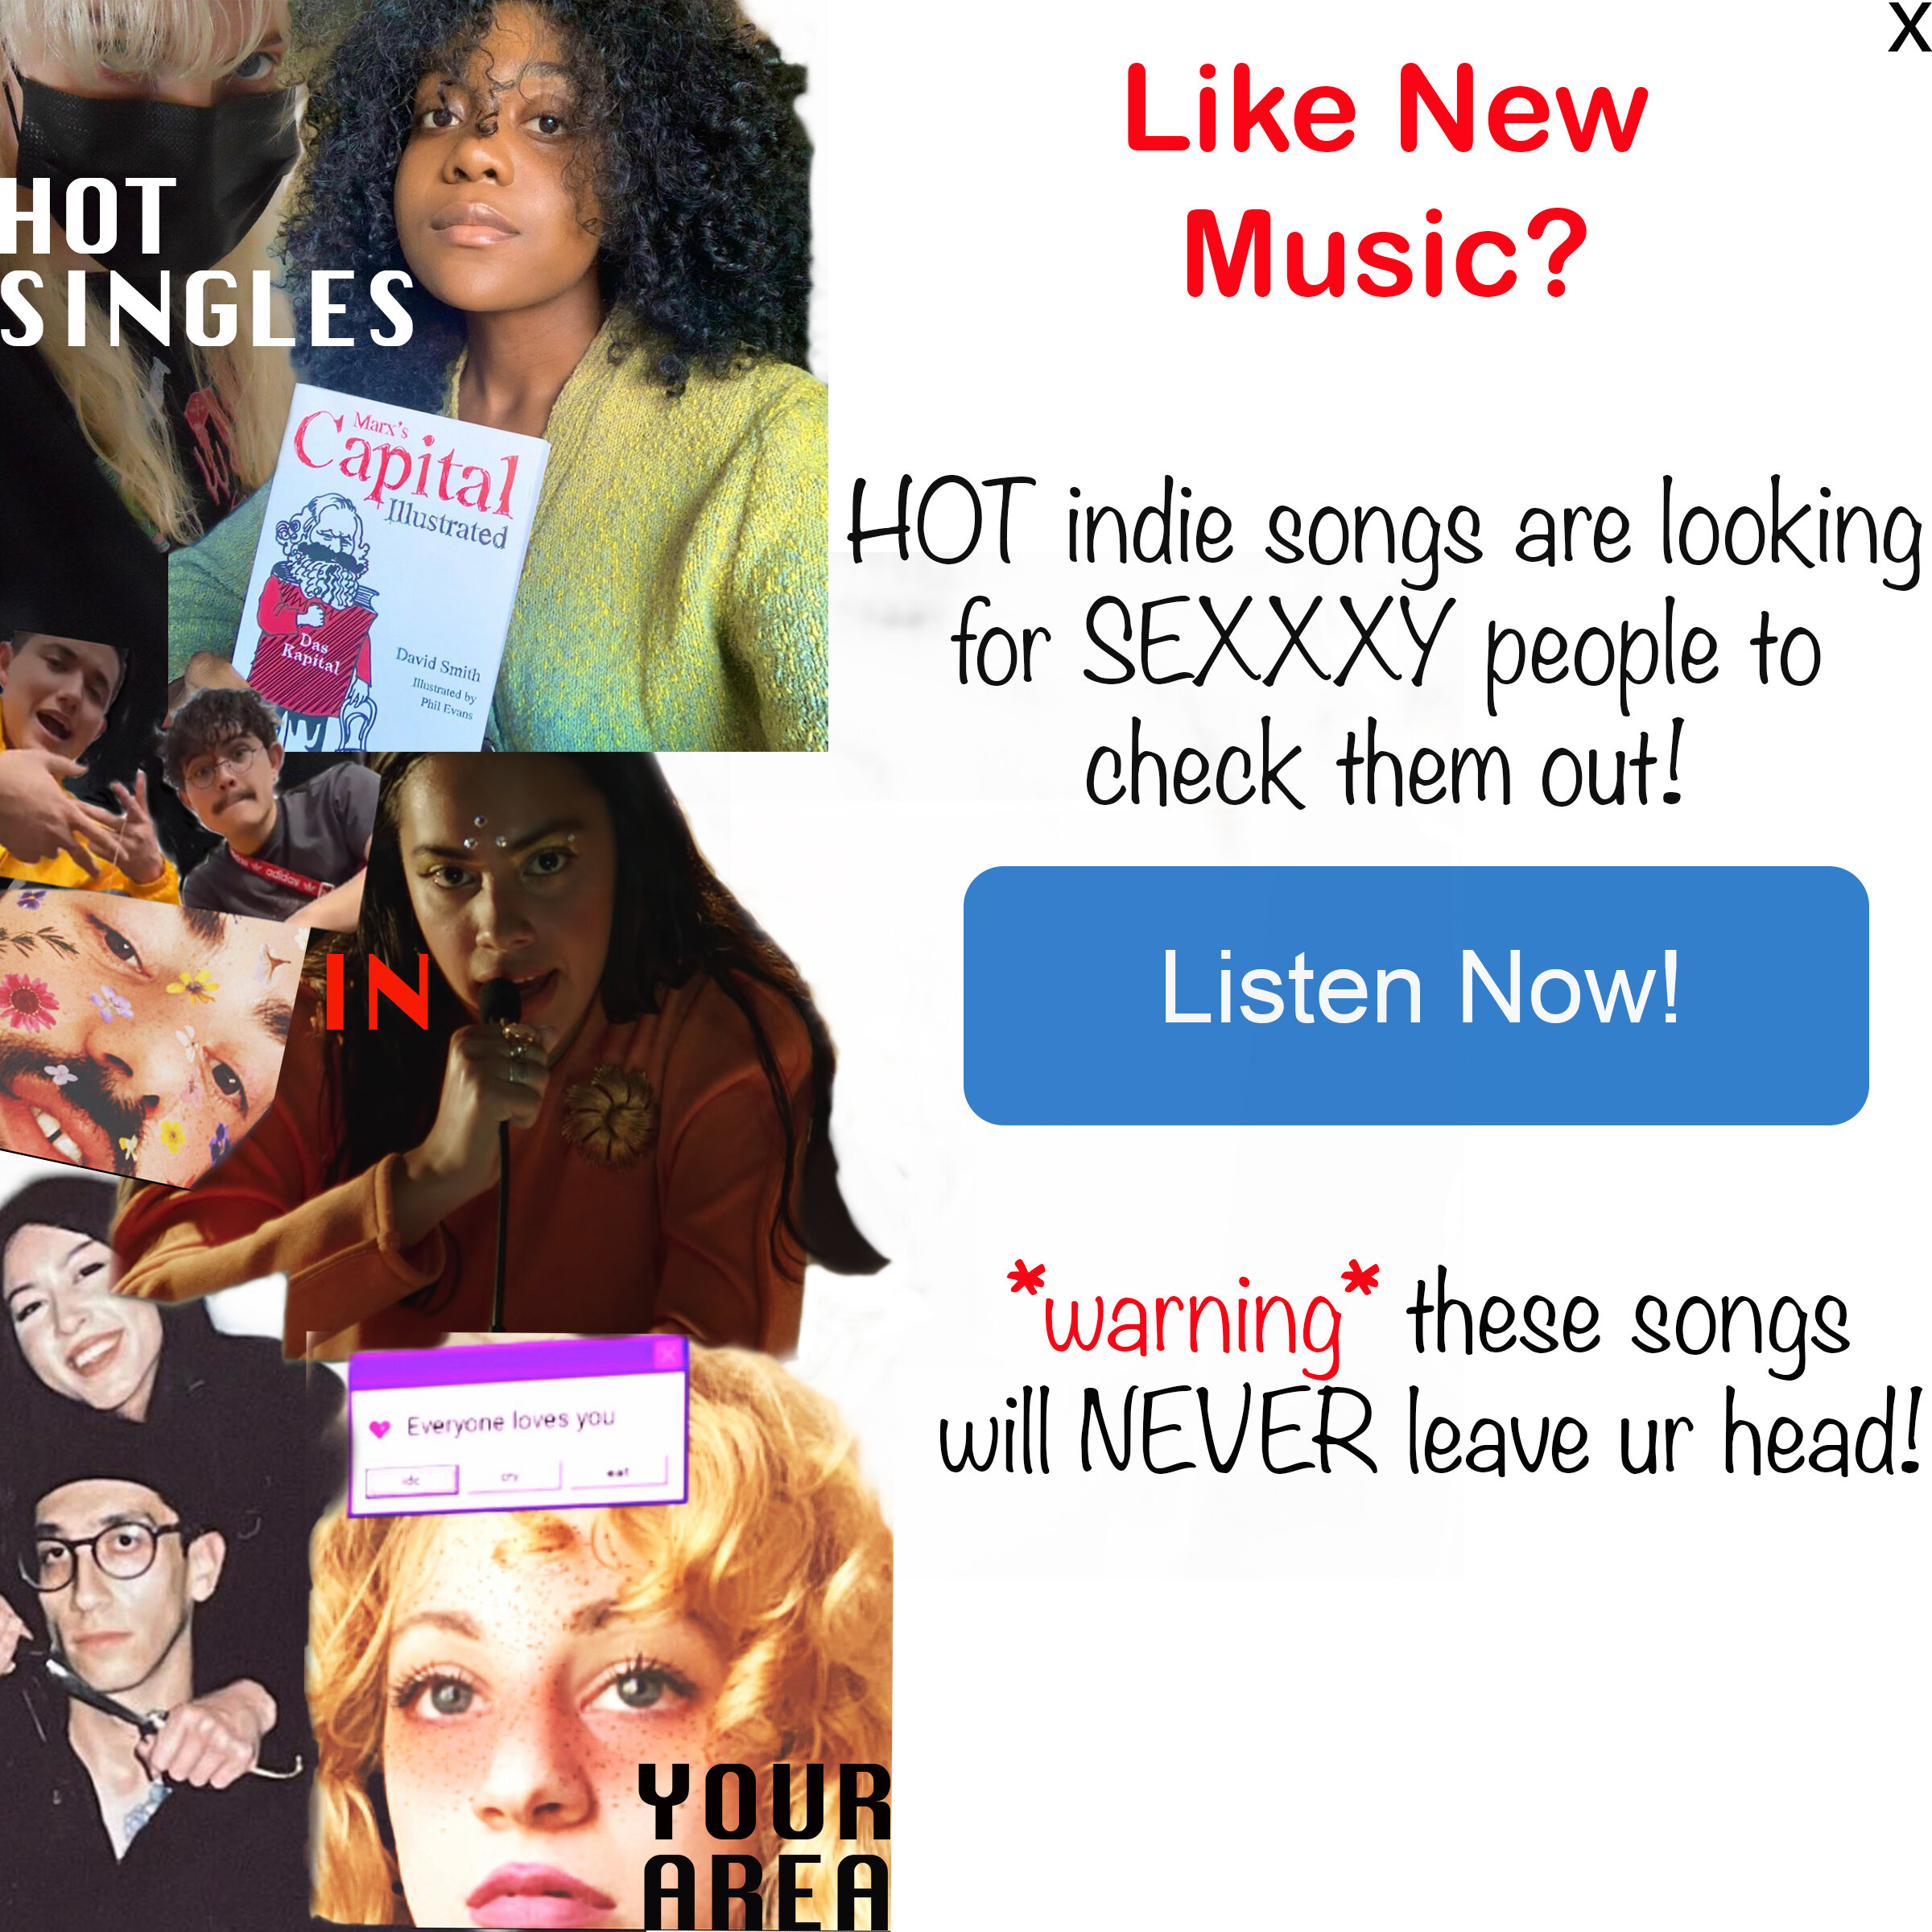 X
Like New
Music?
HOT
SINGLES
Marx's
Capital
Illustrated
Das
Kapital
David Smith
Illustrated by
Phil Evans
HOT indie songs are looking
for SEXXXY people to
check them out!
adidas
IN
Listen Now!
*warning* these songs
will NEVER leave ur head!
Everyone loves you
idc cry eat
YOUR
AREA